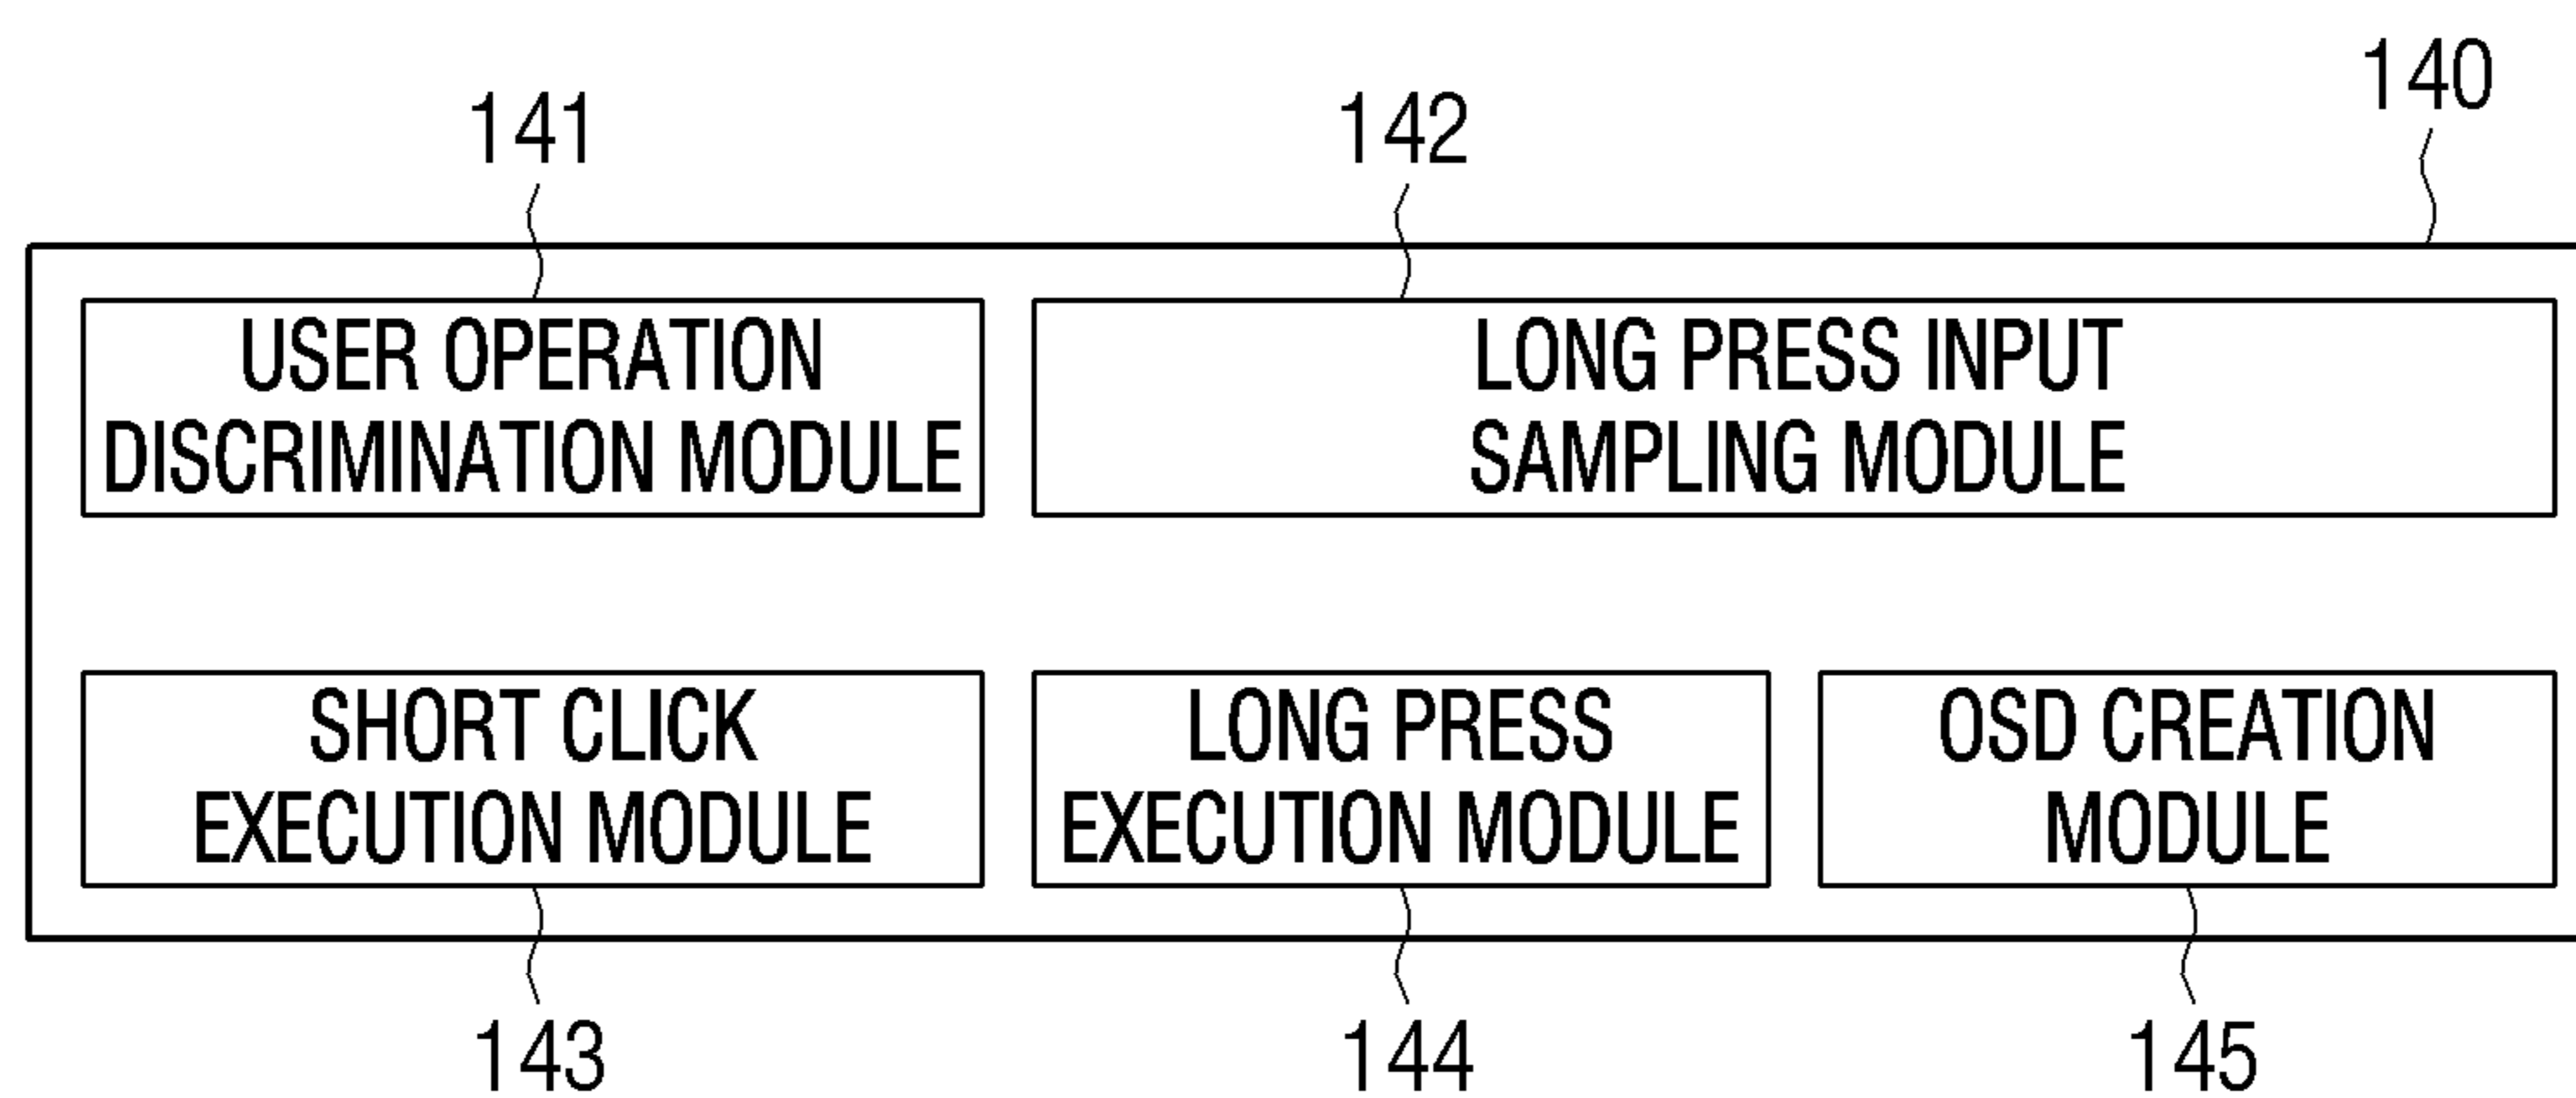 140
141
142
USER OPERATION
DISCRIMINATION MODULE
LONG PRESS INPUT
SAMPLING MODULE
SHORT CLICK
EXECUTION MODULE
LONG PRESS
EXECUTION MODULE
OSD CREATION
MODULE
143
144
145